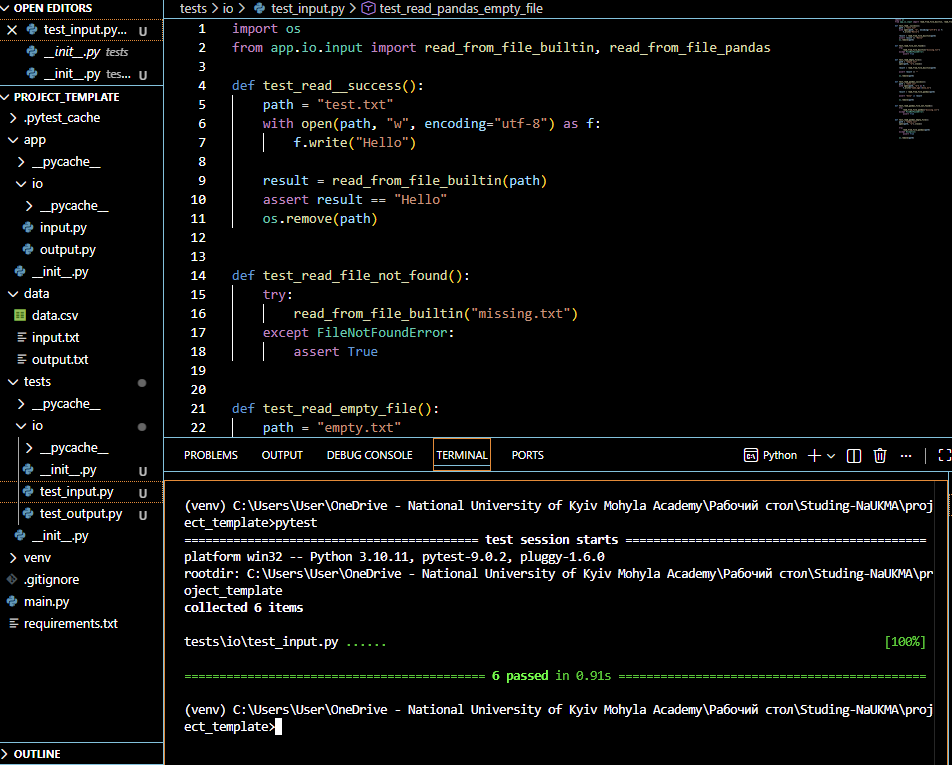 OPEN EDITORS
test_input.py... U
__init__.py tests
__init__.py tes... U
PROJECT_TEMPLATE
.pytest_cache
app
__pycache__
io
__pycache__
input.py
output.py
__init__.py
data
data.csv
input.txt
output.txt
tests
__pycache__
io
__pycache__
__init__.py U
test_input.py U
test_output.py U
__init__.py
venv
.gitignore
main.py
requirements.txt
OUTLINE
tests > io > test_input.py > test_read_pandas_empty_file
1 import os
2 from app.io.input import read_from_file_builtin, read_from_file_pandas
3
4 def test_read__success():
5 path = "test.txt"
6 with open(path, "w", encoding="utf-8") as f:
7 f.write("Hello")
8
9 result = read_from_file_builtin(path)
10 assert result == "Hello"
11 os.remove(path)
12
13
14 def test_read_file_not_found():
15 try:
16 read_from_file_builtin("missing.txt")
17 except FileNotFoundError:
18 assert True
19
20
21 def test_read_empty_file():
22 path = "empty.txt"
PROBLEMS OUTPUT DEBUG CONSOLE TERMINAL PORTS Python
(venv) C:\Users\User\OneDrive - National University of Kyiv Mohyla Academy\Рабочий стол\Studing-NaUKMA\proj
ect_template>pytest
======================================= test session starts ========================================
platform win32 -- Python 3.10.11, pytest-9.0.2, pluggy-1.6.0
rootdir: C:\Users\User\OneDrive - National University of Kyiv Mohyla Academy\Рабочий стол\Studing-NaUKMA\pr
oject_template
collected 6 items
tests\io\test_input.py ...... [100%]
======================================== 6 passed in 0.91s =========================================
(venv) C:\Users\User\OneDrive - National University of Kyiv Mohyla Academy\Рабочий стол\Studing-NaUKMA\proj
ect_template>